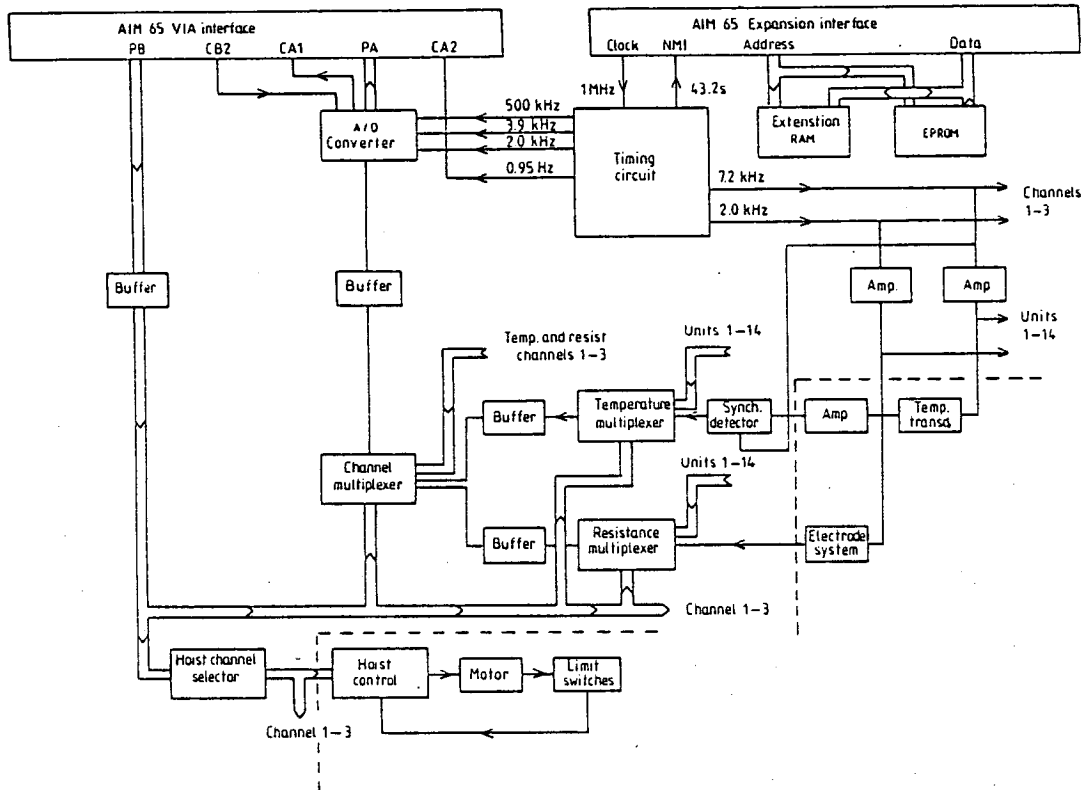 AIM 65 VIA interface
PB
CB2
CA1
PA
CA2
AIM 65 Expansion interface
Clock
NMI
Address
Data
1MHz
43.2s
500 kHz
3.9 kHz
2.0 kHz
0.95 Hz
A/D
Converter
Timing
circuit
Extenstion
RAM
EPROM
7.2 kHz
2.0 kHz
Channels
1-3
Buffer
Buffer
Amp.
Amp
Units
1-14
Temp. and resist
channels 1-3
Units 1-14
Buffer
Temperature
multiplexer
Synch.
detector
Amp
Temp.
transd.
Channel
multiplexer
Units 1-14
Buffer
Resistance
multiplexer
Electrode
system
Channel 1-3
Hoist channel
selector
Hoist
control
Motor
Limit
switches
Channel 1-3